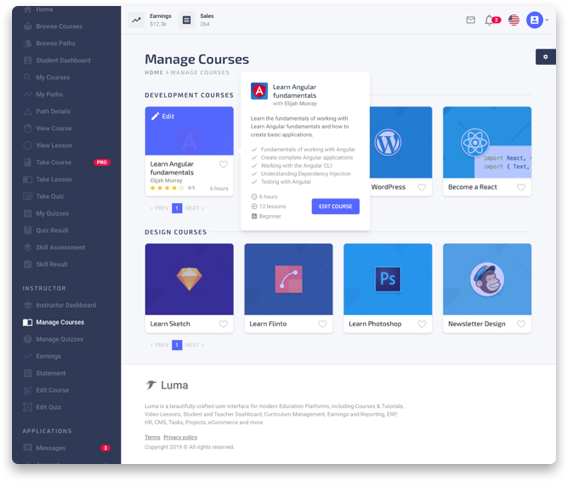 Home
Browse Courses
Browse Paths
Student Dashboard
My Courses
My Paths
Path Details
View Course
View Lesson
Take Course PRO
Take Lesson
Take Quiz
My Quizzes
Quiz Result
Skill Assessment
Skill Result
INSTRUCTOR
Instructor Dashboard
Manage Courses
Manage Quizzes
Earnings
Statement
Edit Course
Edit Quiz
APPLICATIONS
Messages 3
Earnings
$12.3k
Sales
264
3
Manage Courses
HOME > MANAGE COURSES
DEVELOPMENT COURSES
Edit
Learn Angular
fundamentals
Elijah Murray
4/5 6 hours
Learn Angular
fundamentals
with Elijah Murray
Learn the fundamentals of working with
Learn Angular fundamentals and how to
create basic applications.
Fundamentals of working with Angular
Create complete Angular applications
Working with the Angular CLI
Understanding Dependency Injection
Testing with Angular
6 hours
12 lessons
Beginner
EDIT COURSE
WordPress
import React,
import { Text,
Become a React
< PREV 1 NEXT >
DESIGN COURSES
Learn Sketch
Learn Flinto
Ps
Learn Photoshop
Newsletter Design
< PREV 1 NEXT >
Luma
Luma is a beautifully crafted user interface for modern Education Platforms, including Courses & Tutorials,
Video Lessons, Student and Teacher Dashboard, Curriculum Management, Earnings and Reporting, ERP,
HR, CMS, Tasks, Projects, eCommerce and more.
Terms Privacy policy
Copyright 2019 © All rights reserved.